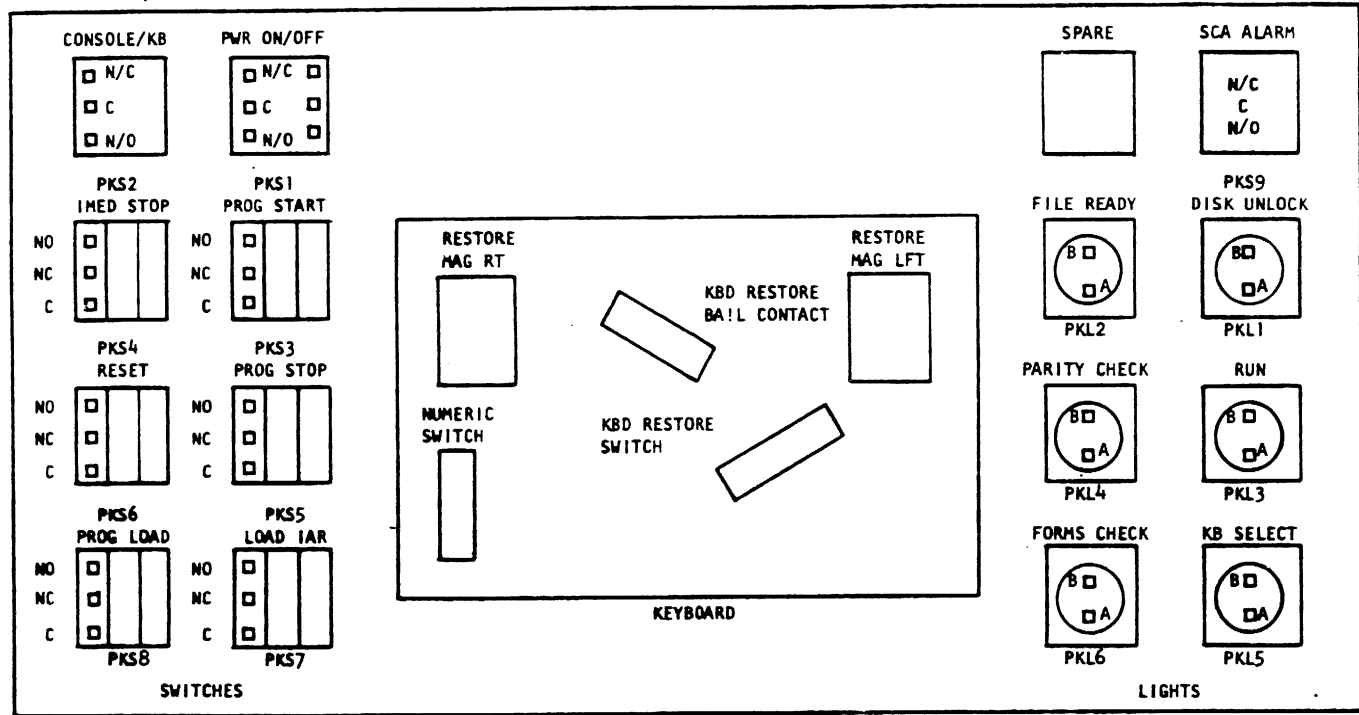 CONSOLE/KB
N/C
C
N/O
PKS2
PWR ON/OFF
N/C
C
N/O
PKS1
IMED STOP
NO
NC
C
PKS4
PROG START
NO
NC
C
PKS3
RESET
NO
NC
C
PKS6
PROG STOP
NO
NC
C
PKS5
PROG LOAD
NO
NC
C
PKS8
LOAD IAR
NO
NC
C
PKS7
SWITCHES
RESTORE
MAG RT
KBD RESTORE
BA!L CONTACT
RESTORE
MAG LFT
NUMERIC
SWITCH
KBD RESTORE
SWITCH
KEYBOARD
SPARE
SCA ALARM
N/C
C
N/O
PKS9
FILE READY
B
A
PKL2
DISK UNLOCK
B
A
PKL1
PARITY CHECK
B
A
PKL4
RUN
B
A
PKL3
FORMS CHECK
B
A
PKL6
KB SELECT
B
A
PKL5
LIGHTS